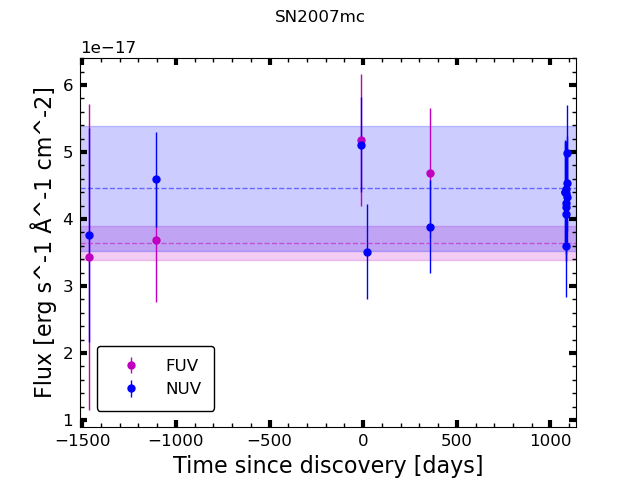 SN2007mc
1e−17
6
5
4
3
2
1
Flux [erg s^-1 Å^-1 cm^-2]
FUV
NUV
−1500 −1000 −500 0 500 1000
Time since discovery [days]